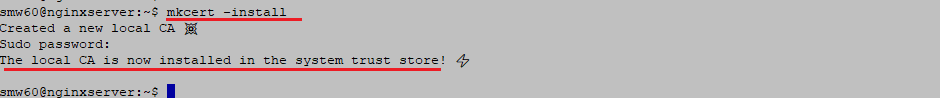 smw60@nginxserver:~$ mkcert -install
Created a new local CA 💥
Sudo password:
The local CA is now installed in the system trust store! ⚡
smw60@nginxserver:~$